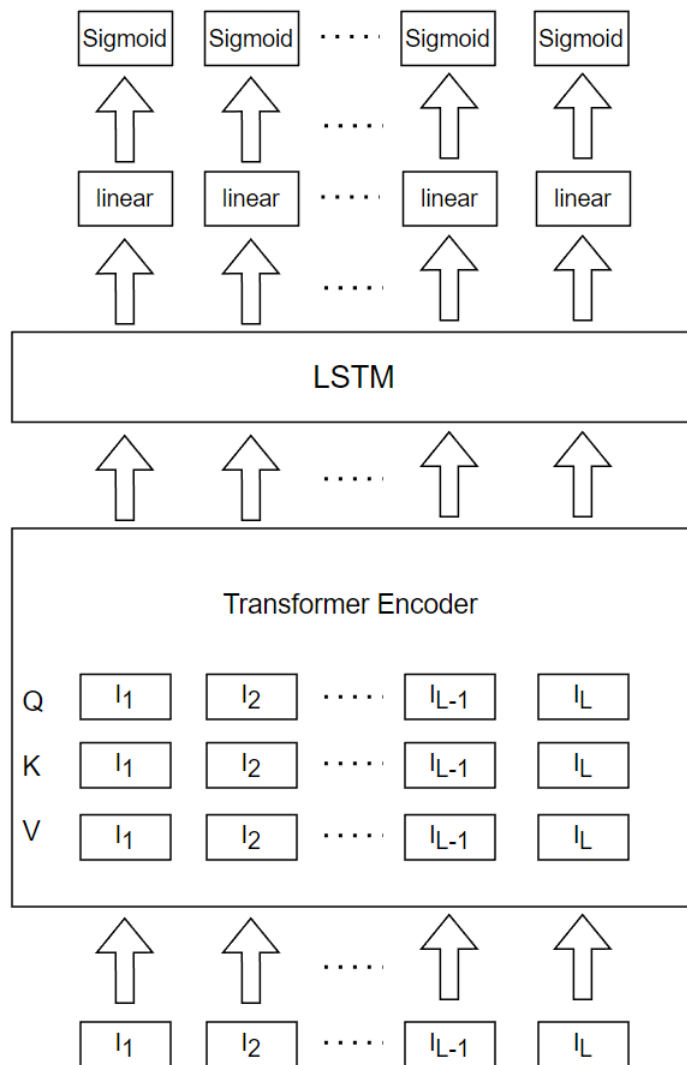 Sigmoid Sigmoid ..... Sigmoid Sigmoid
.....
linear linear ..... linear linear
.....
LSTM
.....
Transformer Encoder
Q I1 I2 ..... IL-1 IL
K I1 I2 ..... IL-1 IL
V I1 I2 ..... IL-1 IL
.....
I1 I2 ..... IL-1 IL